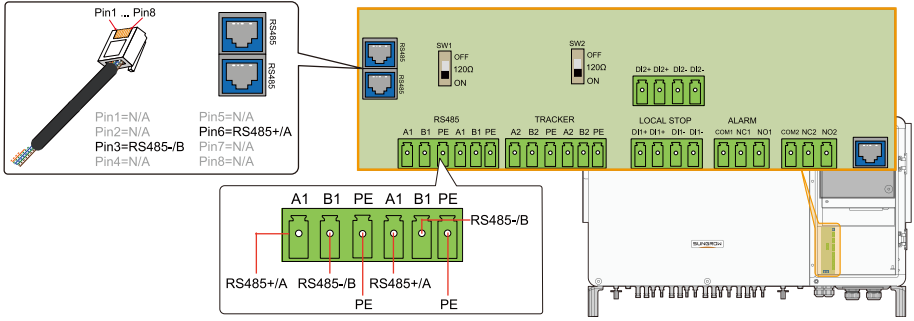 Pin1 ... Pin8
RS485
RS485
Pin1=N/A
Pin2=N/A
Pin3=RS485-/B
Pin4=N/A
Pin5=N/A
Pin6=RS485+/A
Pin7=N/A
Pin8=N/A
RS485
RS485
SW1
OFF
120Ω
ON
SW2
OFF
120Ω
ON
DI2+ DI2+ DI2- DI2-
RS485
A1 B1 PE A1 B1 PE
TRACKER
A2 B2 PE A2 B2 PE
LOCAL STOP
DI1+ DI1+ DI1- DI1-
ALARM
COM1 NC1 NO1
COM2 NC2 NO2
A1 B1 PE A1 B1 PE
RS485-/B
RS485+/A RS485-/B RS485+/A
PE PE
SUNGROW